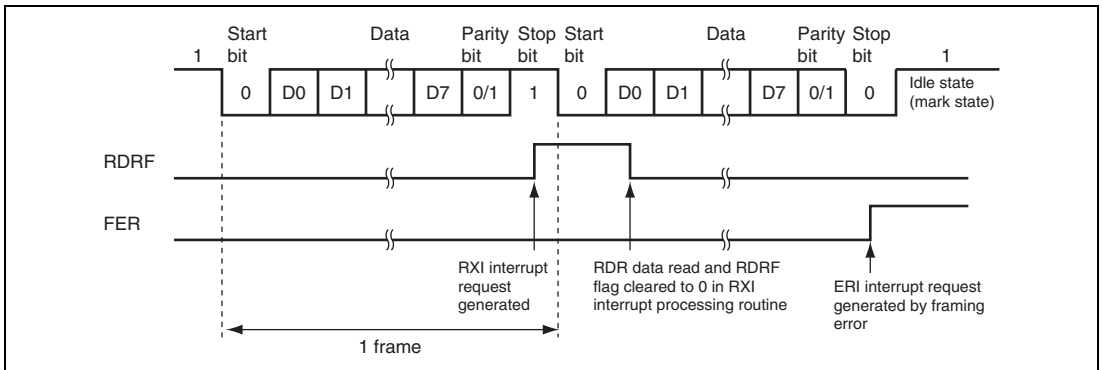 Start Data Parity Stop Start Data Parity Stop
1 bit bit bit bit bit bit 1
0 D0 D1 D7 0/1 1 0 D0 D1 D7 0/1 0 Idle state
(mark state)
RDRF
FER
RXI interrupt
request
generated
RDR data read and RDRF
flag cleared to 0 in RXI
interrupt processing routine
ERI interrupt request
generated by framing
error
1 frame